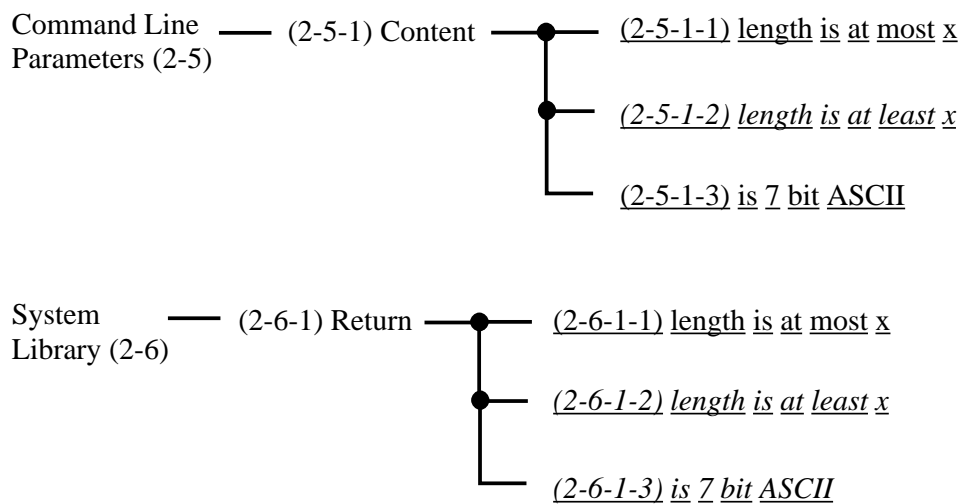 Command Line
Parameters (2-5)
(2-5-1) Content
(2-5-1-1) length is at most x
(2-5-1-2) length is at least x
(2-5-1-3) is 7 bit ASCII
System
Library (2-6)
(2-6-1) Return
(2-6-1-1) length is at most x
(2-6-1-2) length is at least x
(2-6-1-3) is 7 bit ASCII